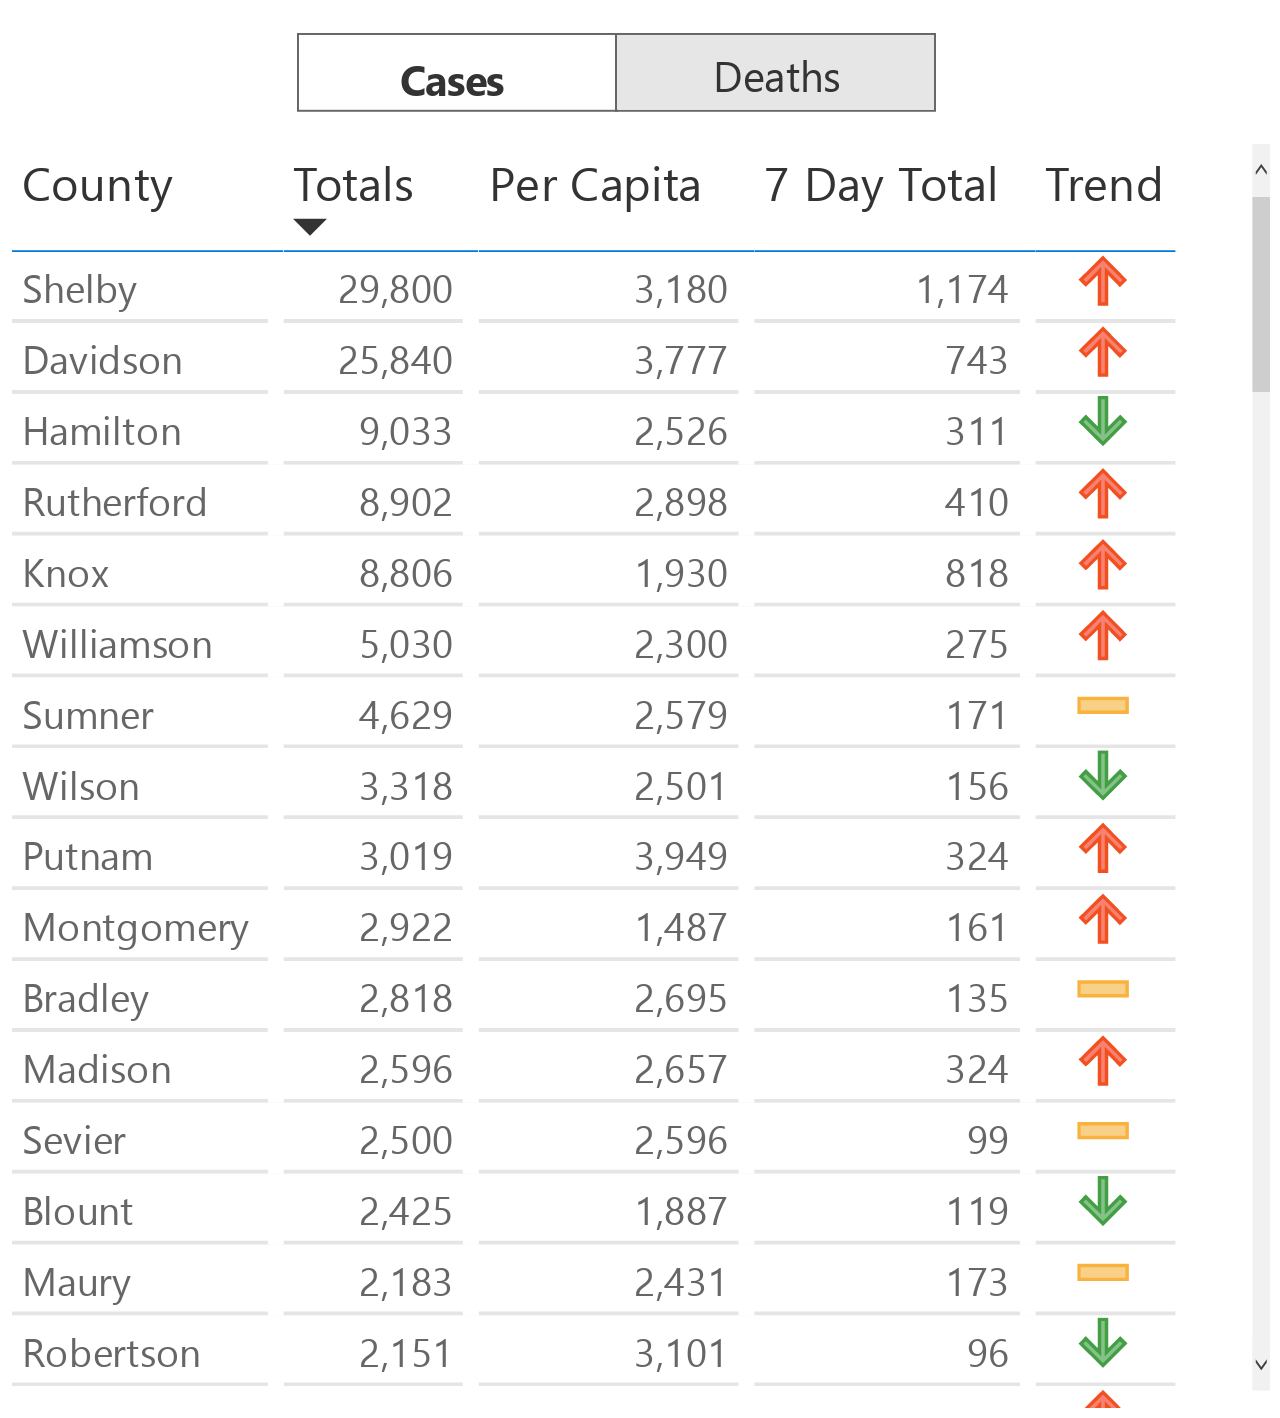 Cases Deaths
County Totals Per Capita 7 Day Total Trend
Shelby 29,800 3,180 1,174
Davidson 25,840 3,777 743
Hamilton 9,033 2,526 311
Rutherford 8,902 2,898 410
Knox 8,806 1,930 818
Williamson 5,030 2,300 275
Sumner 4,629 2,579 171
Wilson 3,318 2,501 156
Putnam 3,019 3,949 324
Montgomery 2,922 1,487 161
Bradley 2,818 2,695 135
Madison 2,596 2,657 324
Sevier 2,500 2,596 99
Blount 2,425 1,887 119
Maury 2,183 2,431 173
Robertson 2,151 3,101 96